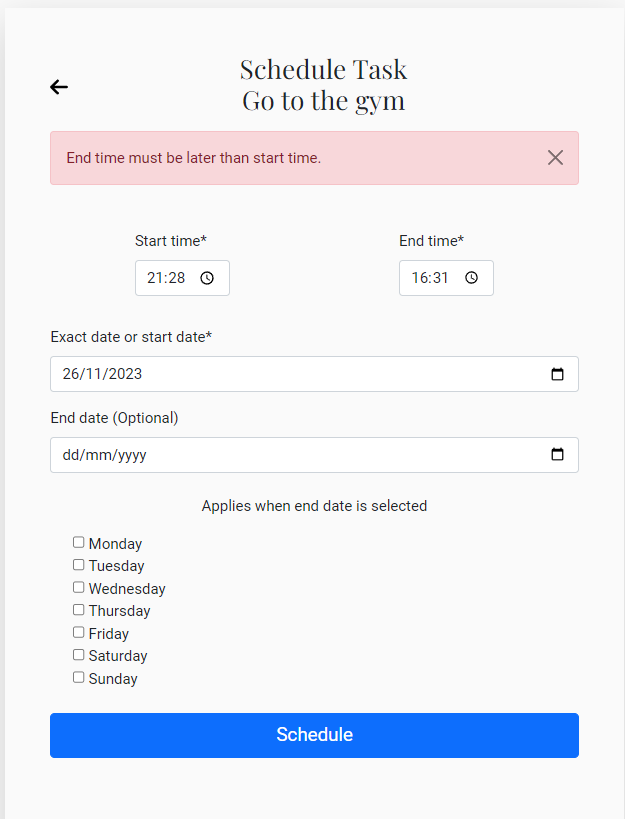 Schedule Task
Go to the gym
End time must be later than start time.
Start time* End time*
21:28 16:31
Exact date or start date*
26/11/2023
End date (Optional)
dd/mm/yyyy
Applies when end date is selected
Monday
Tuesday
Wednesday
Thursday
Friday
Saturday
Sunday
Schedule